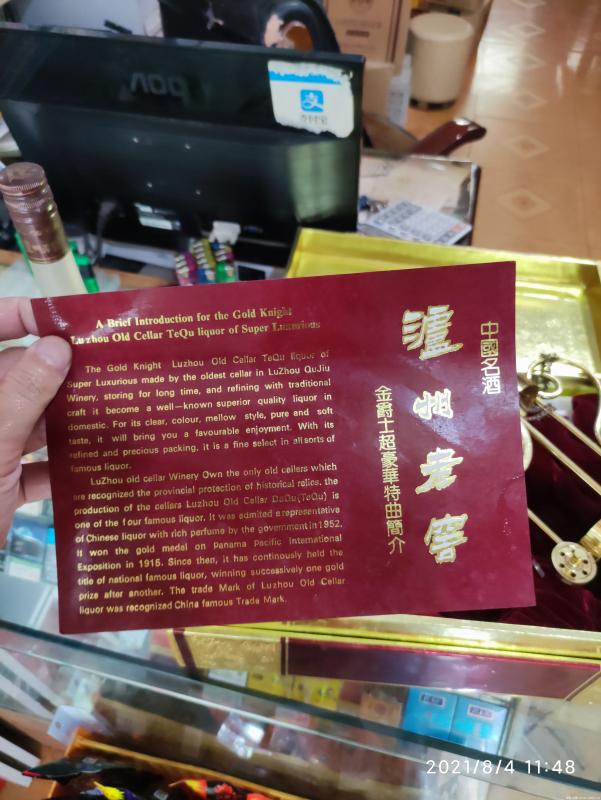 支付宝
A Brief Introduction for the Gold Knight
Luzhou Old Cellar TeQu liquor of Super Luxurious
The Gold Knight Luzhou Old Cellar TeQu liquor of
Super Luxurious made by the oldest cellar in LuZhou QuJiu
Winery, storing for long time, and refining with traditional
craft it become a well—known superior quality liquor in
domestic. For its clear, colour, mellow style, pure and soft
taste, it will bring you a favourable enjoyment. With its
refined and precious packing, it is a fine select in all sorts of
famous liquor.
LuZhou old cellar Winery Own the only old cellars which
are recognized the provincial protection of historical relics. the
production of the cellars Luzhou Old Cellar DaQu(TeQu) is
one of the four famous liquor. It was admited a representative
of Chinese liquor with rich perfume by the government in 1952.
It won the gold medal on Panama Pacific International
Exposition in 1915. Since then, it has continously held the
title of national famous liquor, winning successively one gold
prize after another. The trade Mark of Luzhou Old Cellar
liquor was recognized China famous Trade Mark.
中國名酒
瀘州老窖
金爵士超豪華特曲簡介
2021/8/4 11:48